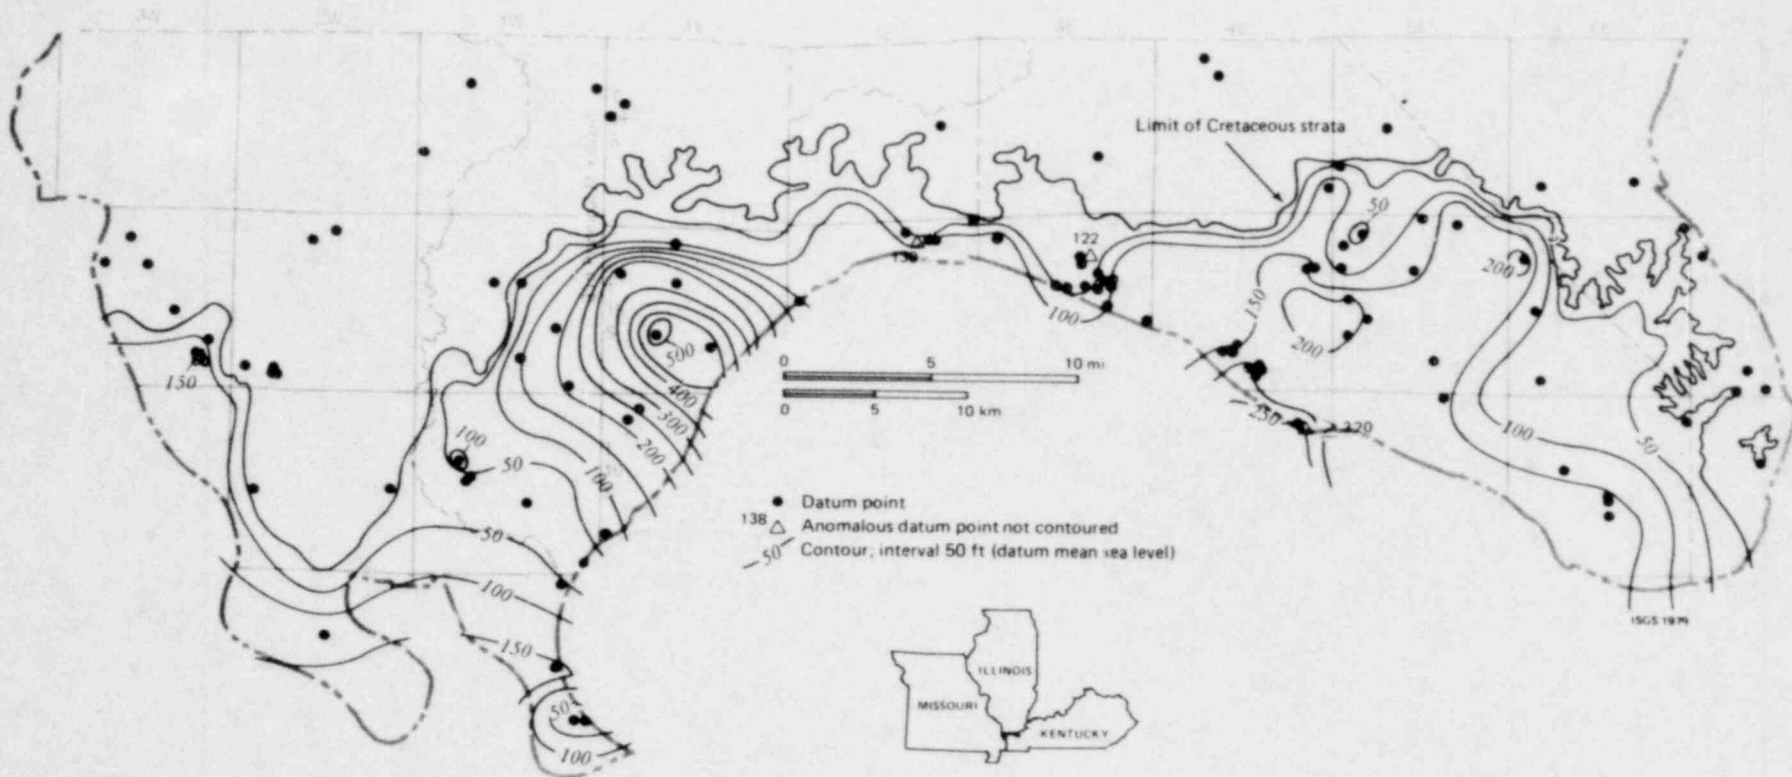 Limit of Cretaceous strata
50
122
200
150
100
200
150
500
0 5 10 mi
0 5 10 km
400
300
250
320
100
200
100
50
50
100
● Datum point
138 △ Anomalous datum point not contoured
50 Contour; interval 50 ft (datum mean sea level)
50
100
150
50
100
ILLINOIS
MISSOURI
KENTUCKY
ISGS 1979